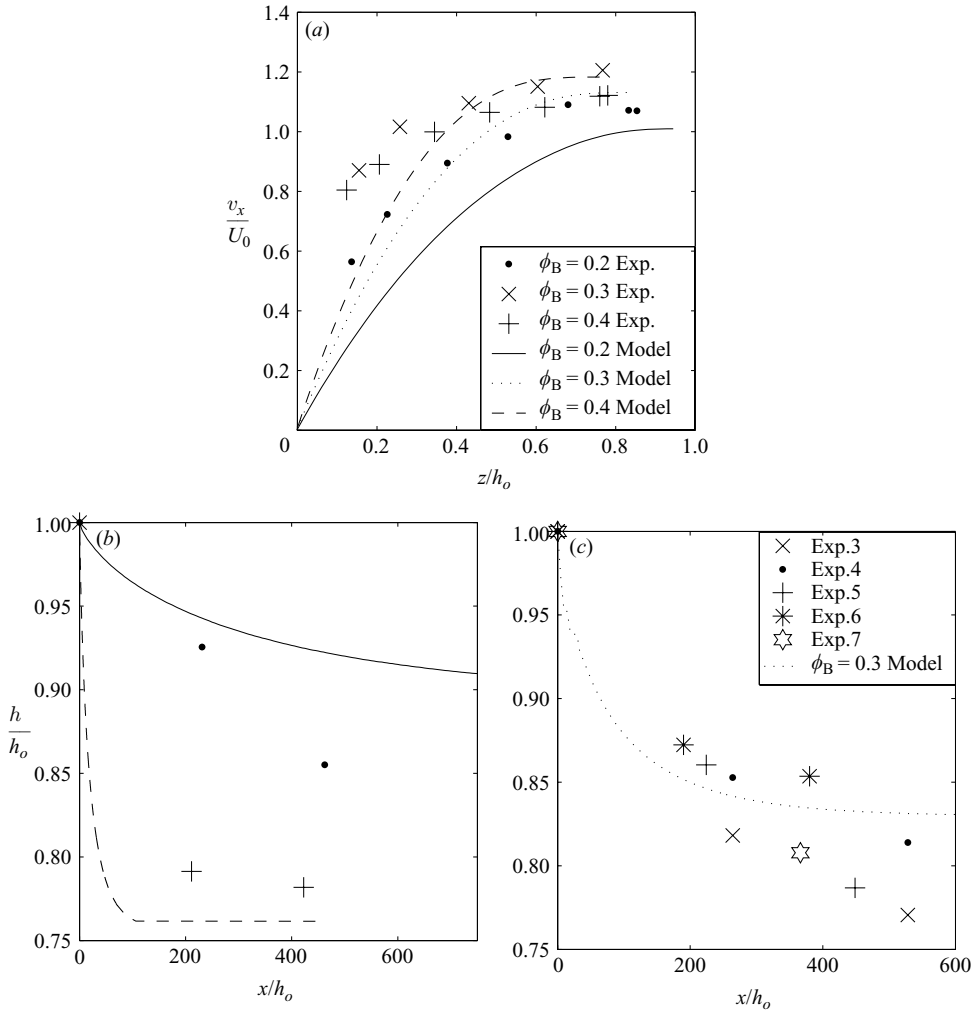 (a)
1.4
1.2
1.0
0.8
0.6
0.4
0.2
0
v_x
U_0
0.2
0.4
0.6
0.8
1.0
z/h_o
ϕ_B = 0.2 Exp.
ϕ_B = 0.3 Exp.
ϕ_B = 0.4 Exp.
ϕ_B = 0.2 Model
ϕ_B = 0.3 Model
ϕ_B = 0.4 Model
(b)
1.00
0.95
0.90
0.85
0.80
0.75
h
h_o
0
200
400
600
x/h_o
(c)
1.00
0.95
0.90
0.85
0.80
0.75
0
200
400
600
x/h_o
Exp.3
Exp.4
Exp.5
Exp.6
Exp.7
ϕ_B = 0.3 Model